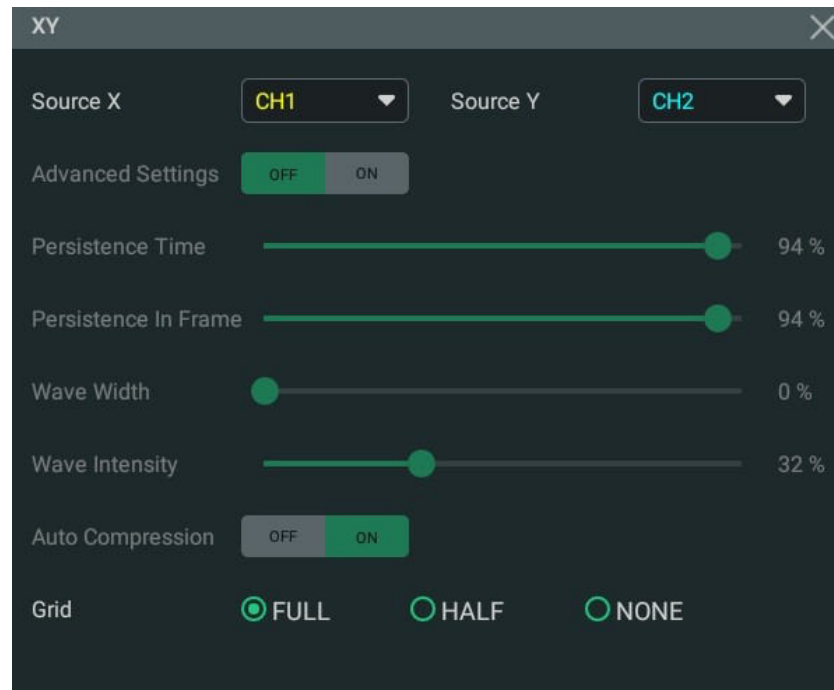 XY
Source X CH1 Source Y CH2
Advanced Settings OFF ON
Persistence Time 94 %
Persistence In Frame 94 %
Wave Width 0 %
Wave Intensity 32 %
Auto Compression OFF ON
Grid FULL HALF NONE